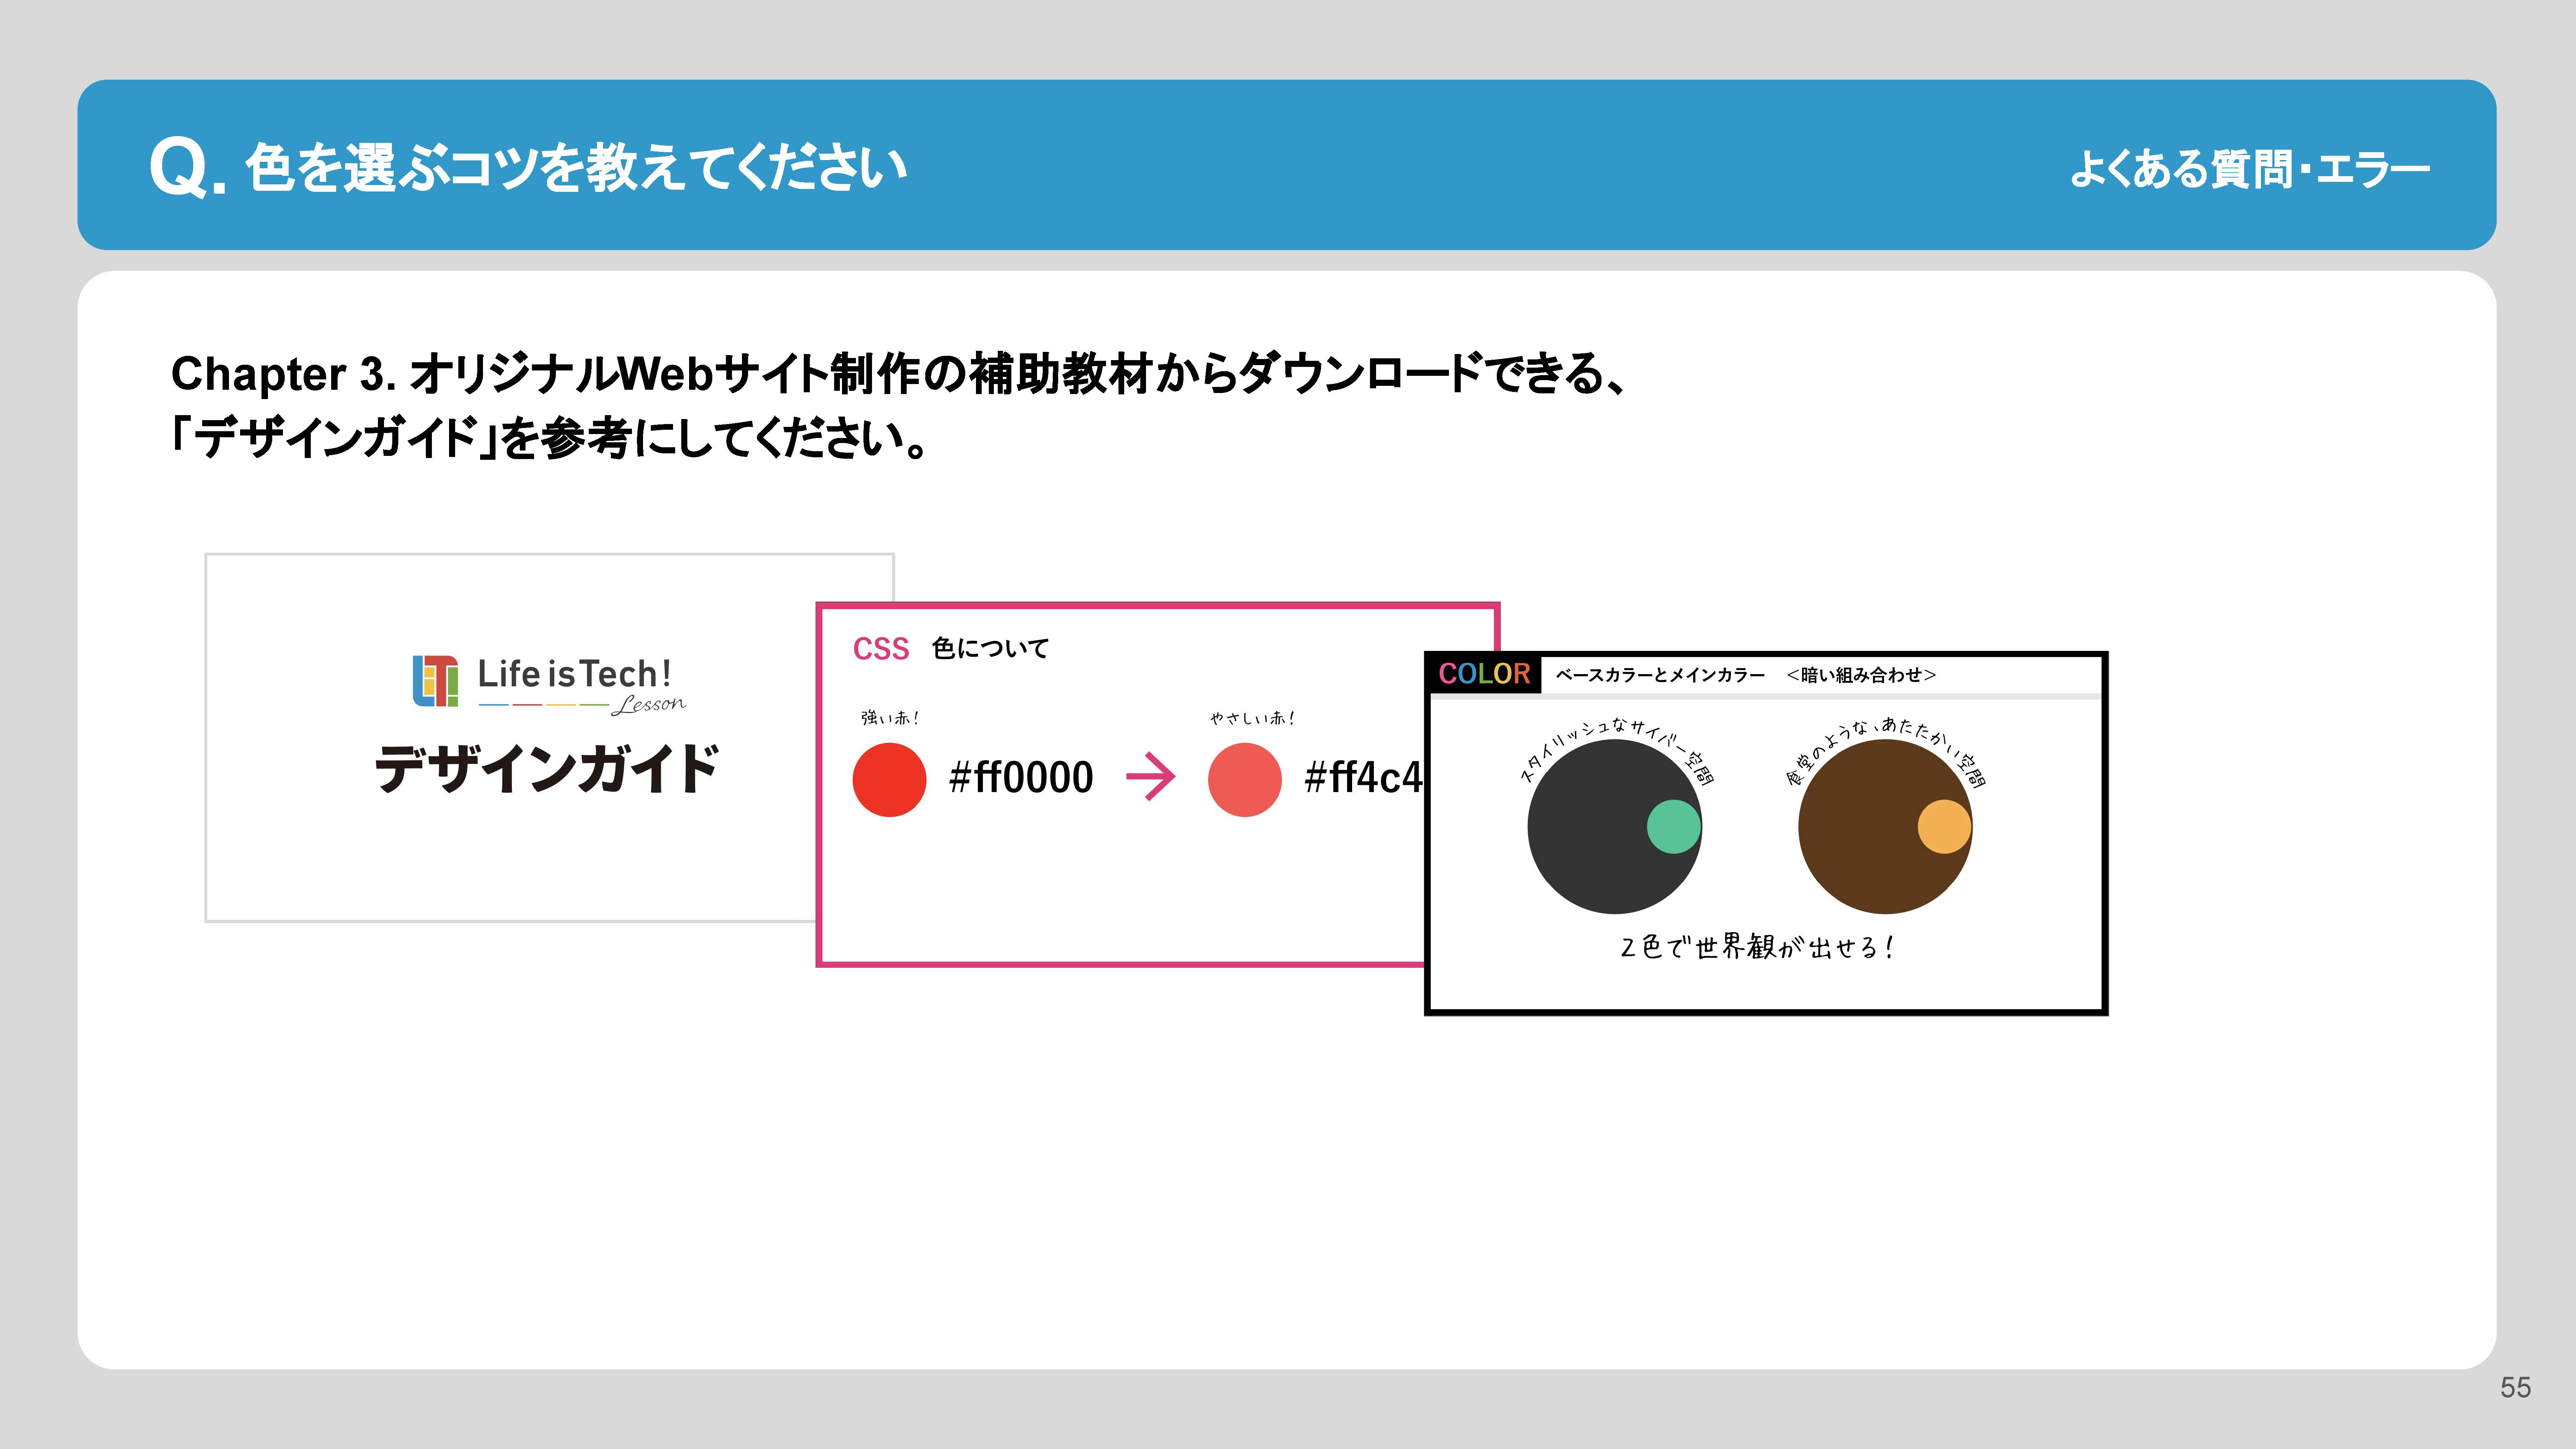 Q. 色を選ぶコツを教えてください
よくある質問・エラー
Chapter 3. オリジナルWebサイト制作の補助教材からダウンロードできる、
「デザインガイド」を参考にしてください。
Life is Tech!
Lesson
デザインガイド
CSS 色について
強い赤！
#ff0000
やさしい赤！
#ff4c4
COLOR ベースカラーとメインカラー ＜暗い組み合わせ＞
スタイリッシュなサイバー空間
食堂のような、あたたかい空間
2色で世界観が出せる！
55